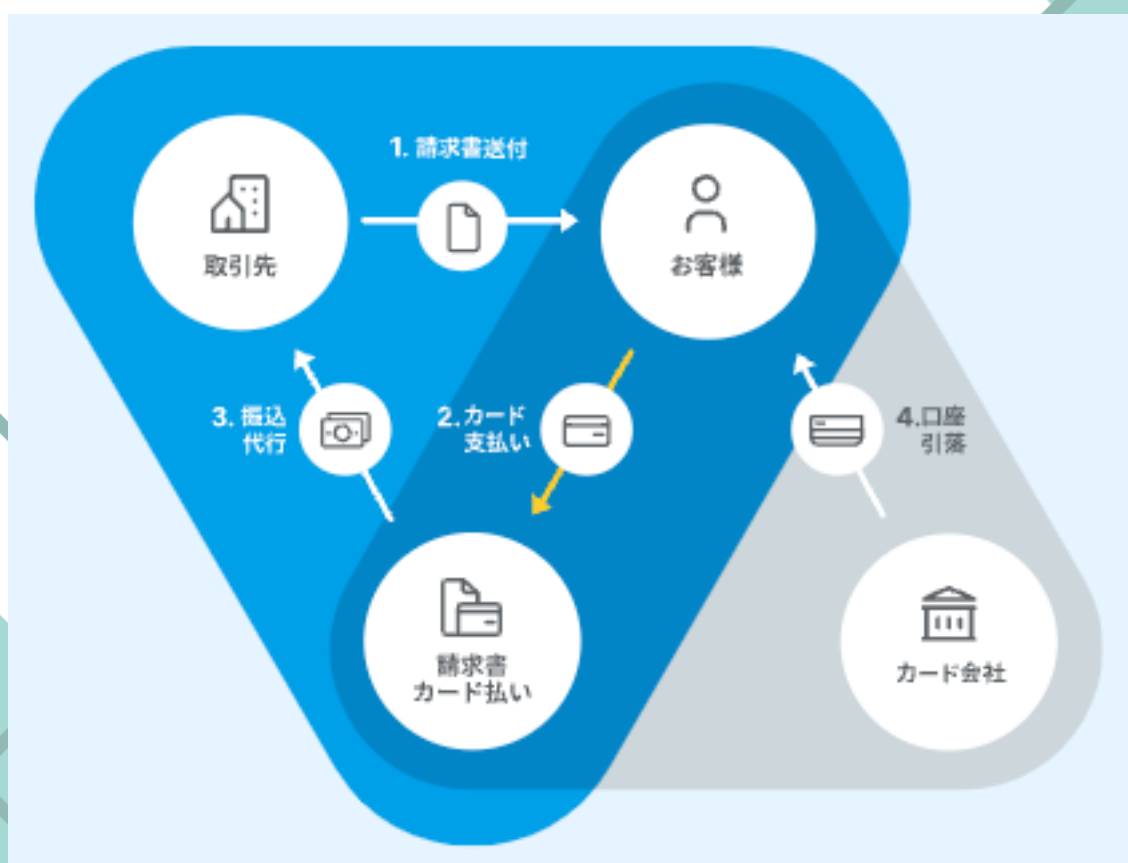 1. 請求書送付
取引先
お客様
3. 振込
代行
2.カード
支払い
4.口座
引落
請求書
カード払い
カード会社